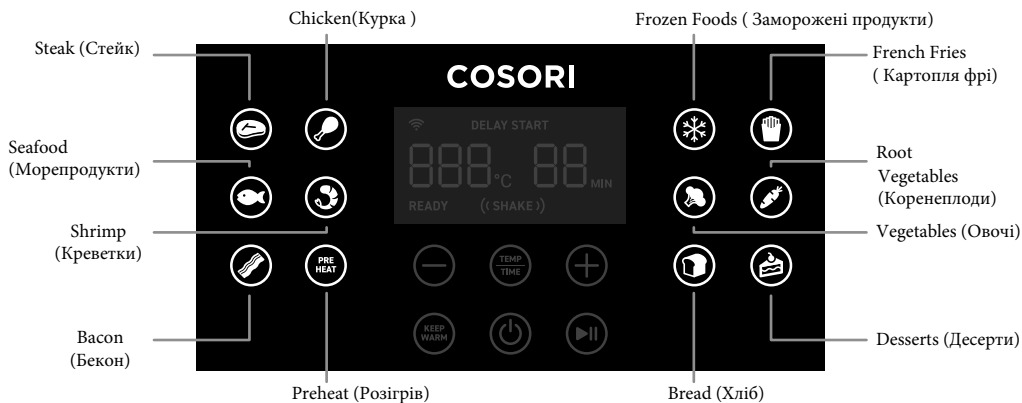 Chicken(Курка )
Frozen Foods ( Заморожені продукти)
Steak (Стейк)
French Fries
( Картопля фрі)
COSORI
DELAY START
888 °C 88 MIN
READY ((SHAKE))
Seafood
(Морепродукти)
Root
Vegetables
(Коренеплоди)
Shrimp
(Креветки)
Vegetables (Овочі)
PRE
HEAT
TEMP
TIME
KEEP
WARM
Bacon
(Бекон)
Desserts (Десерти)
Preheat (Розігрів)
Bread (Хліб)